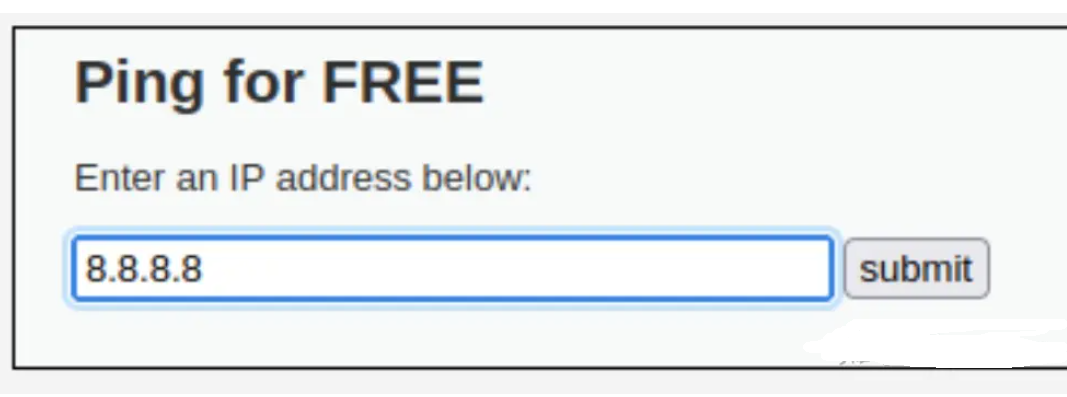 Ping for FREE
Enter an IP address below:
8.8.8.8 submit